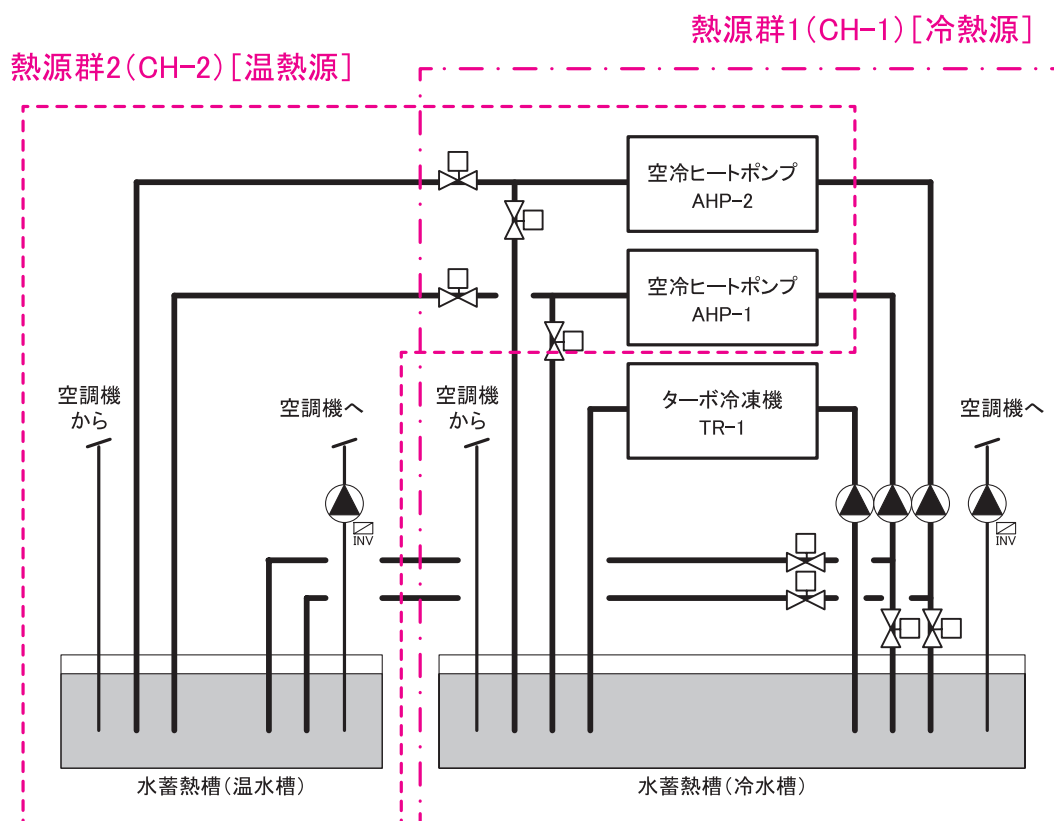 熱源群1(CH-1)[冷熱源]
熱源群2(CH-2)[温熱源]
空冷ヒートポンプ
AHP-2
空冷ヒートポンプ
AHP-1
ターボ冷凍機
TR-1
空調機
から
空調機へ
空調機
から
空調機へ
INV
INV
水蓄熱槽(温水槽)
水蓄熱槽(冷水槽)